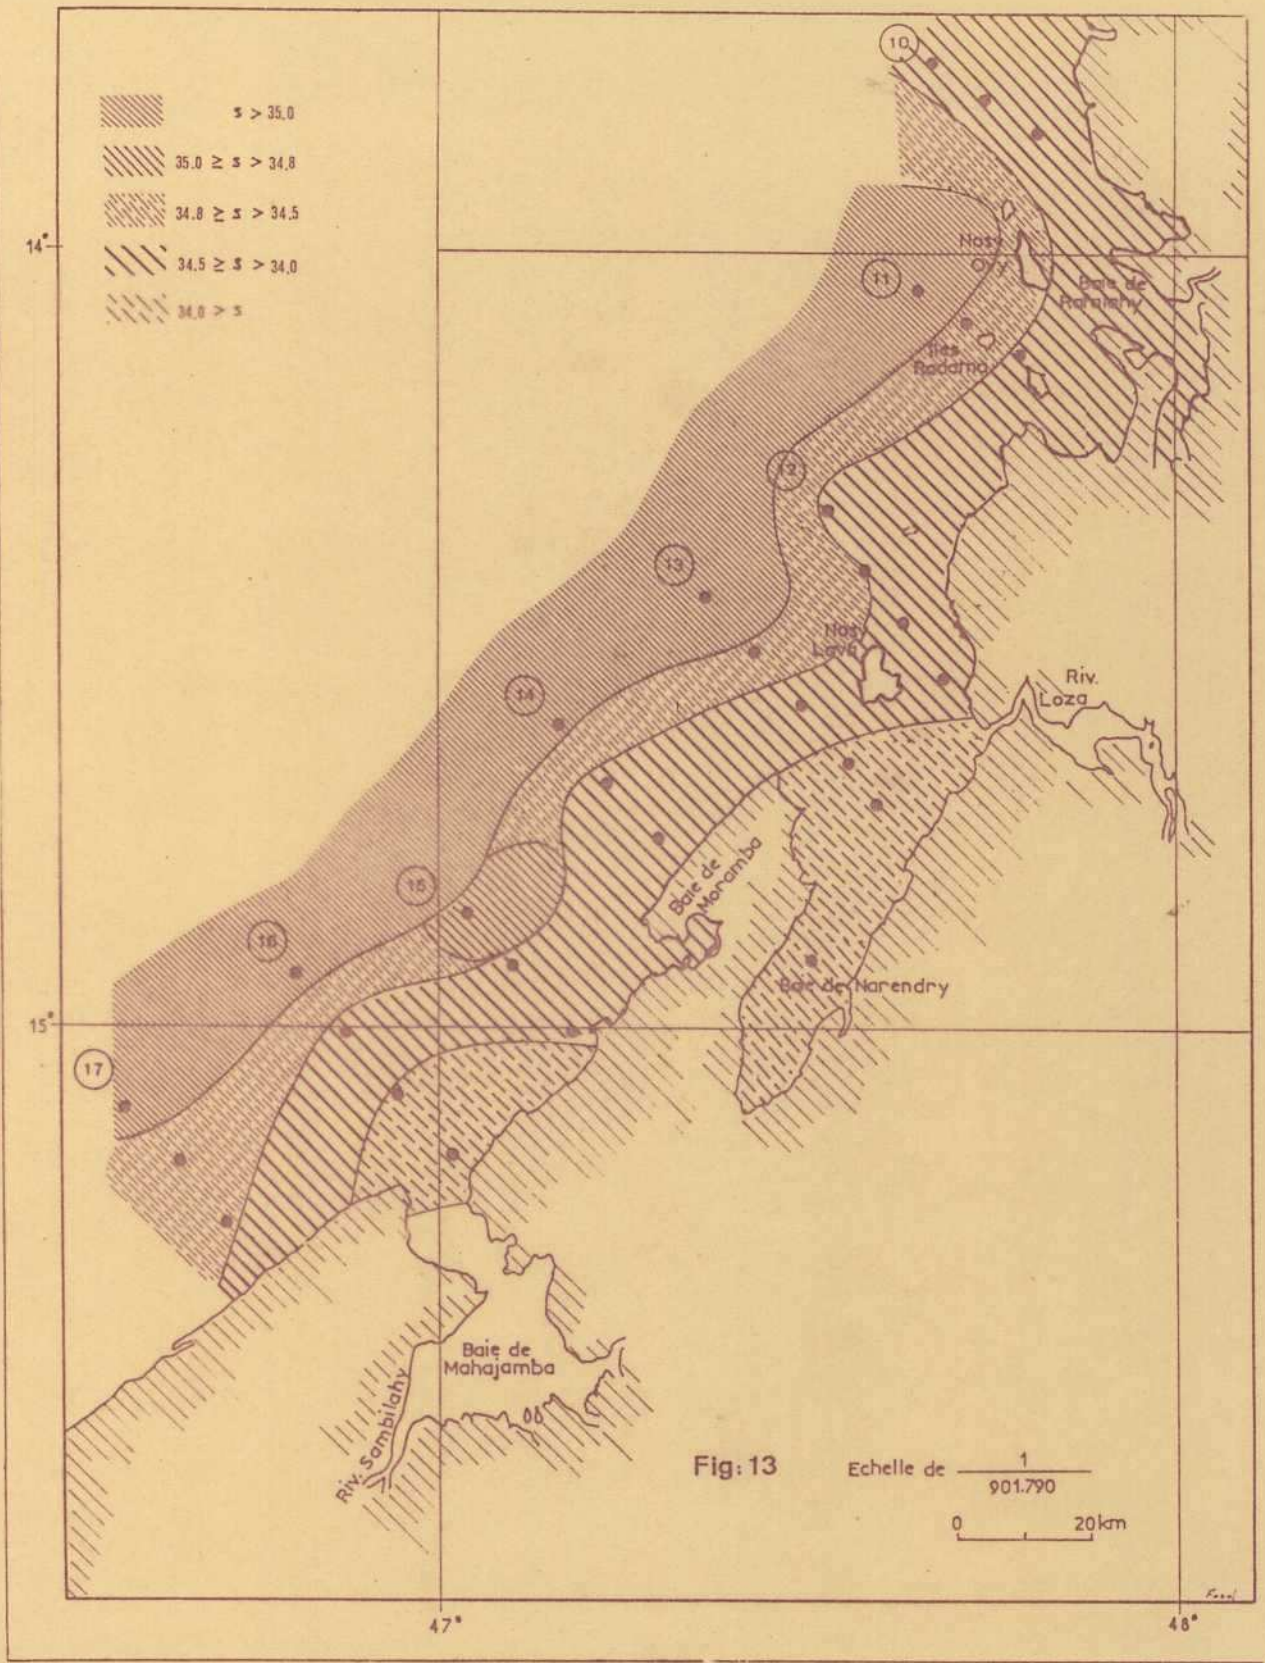 s > 35.0
35.0 ≥ s > 34.8
34.8 ≥ s > 34.5
34.5 ≥ s > 34.0
34.0 > s
10
14°
Nosy
Ovy
11
Baie de
Iles
Radama
12
13
Nosy
Lava
14
Riv.
Loza
15
Baie de
Moramba
16
Baie de Narendry
15°
17
Baie de
Mahajamba
Riv. Sambilahy
Fig: 13
Echelle de 1
901.790
0 20km
47°
48°